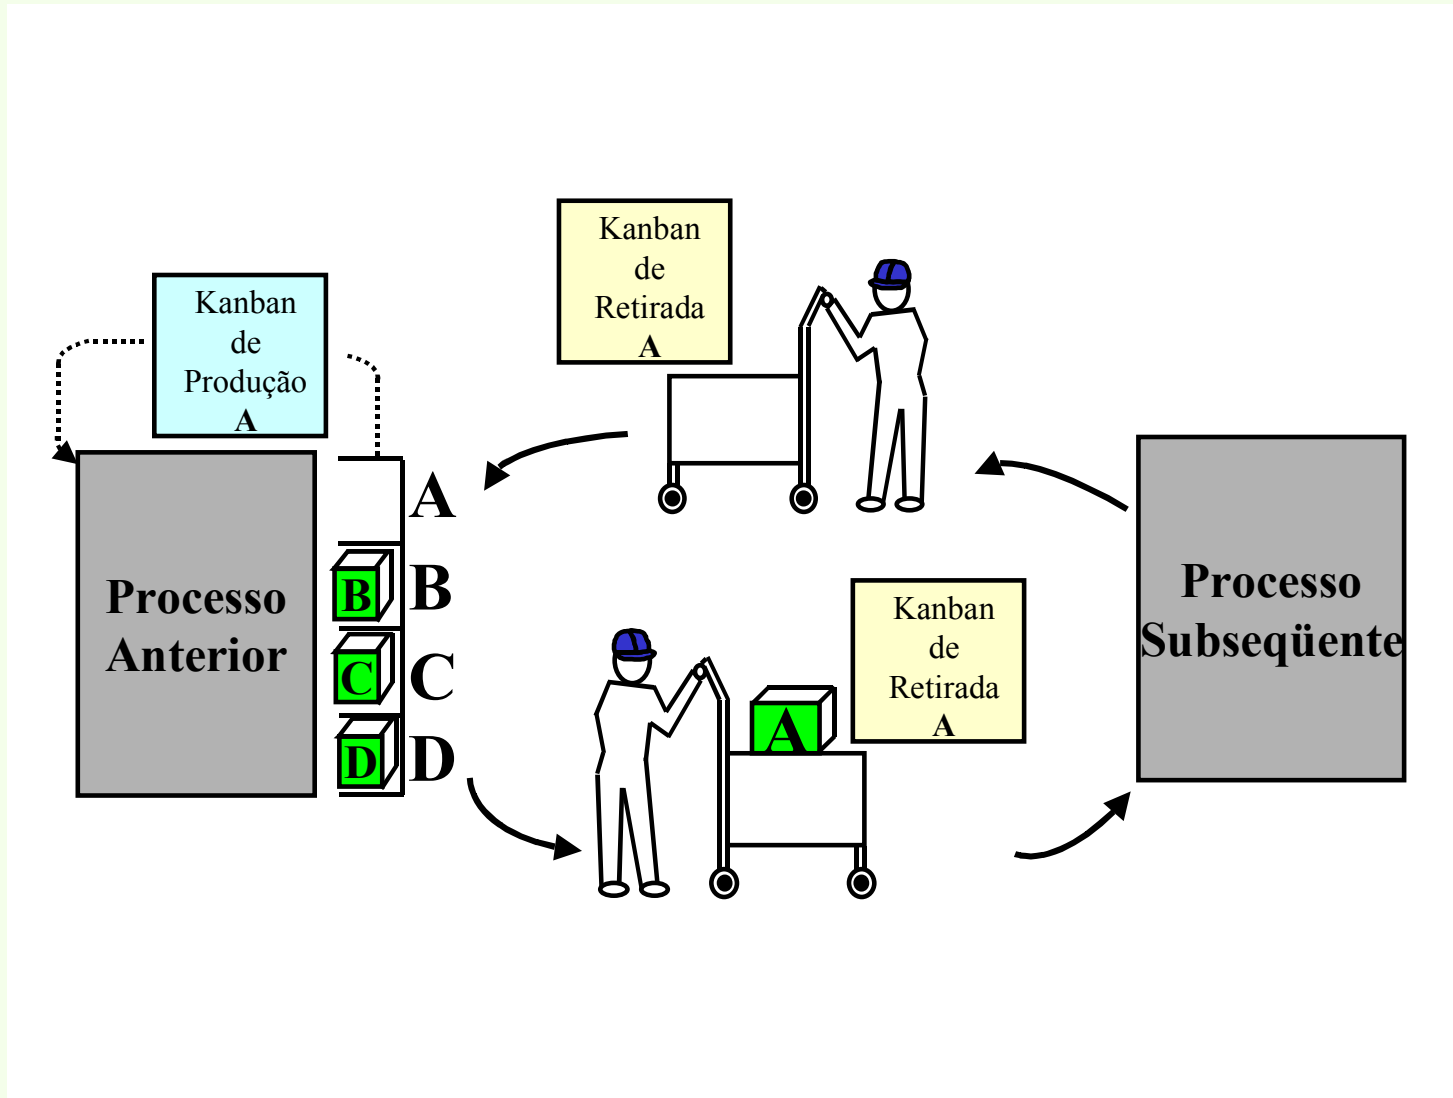 Kanban
de
Retirada
A
Kanban
de
Produção
A
A
B
B
C
C
D
D
Processo
Anterior
Processo
Subseqüente
Kanban
de
Retirada
A
A